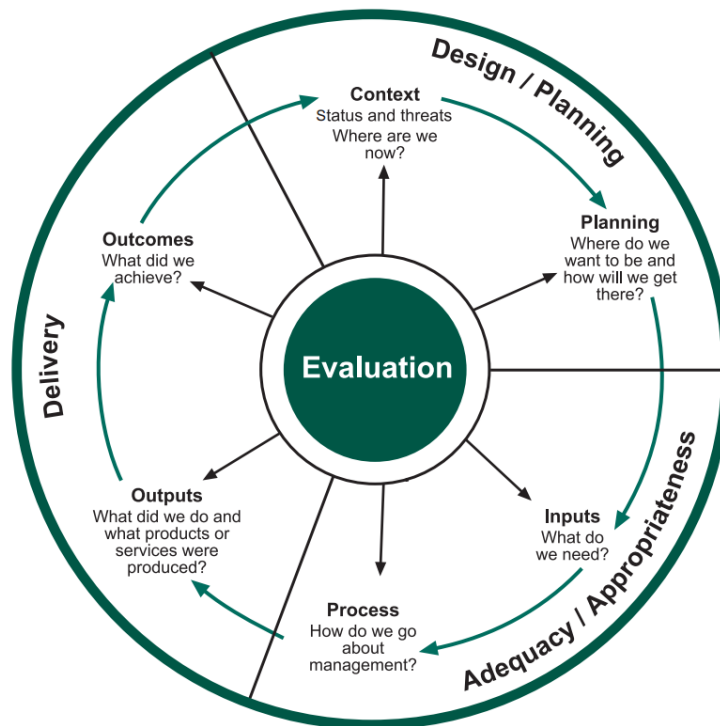 Design / Planning
Context
Status and threats
Where are we
now?
Planning
Where do we
want to be and
how will we get
there?
Outcomes
What did we
achieve?
Delivery
Evaluation
Outputs
What did we do and
what products or
services were
produced?
Inputs
What do
we need?
Process
How do we go
about
management?
Adequacy / Appropriateness